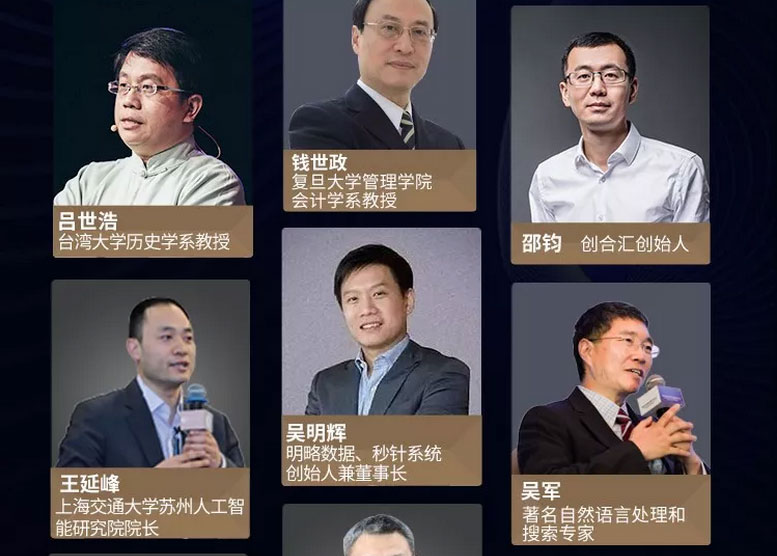 吕世浩
台湾大学历史学系教授
钱世政
复旦大学管理学院
会计学系教授
邵钧 创合汇创始人
王延峰
上海交通大学苏州人工智
能研究院院长
吴明辉
明略数据、秒针系统
创始人兼董事长
吴军
著名自然语言处理和
搜索专家